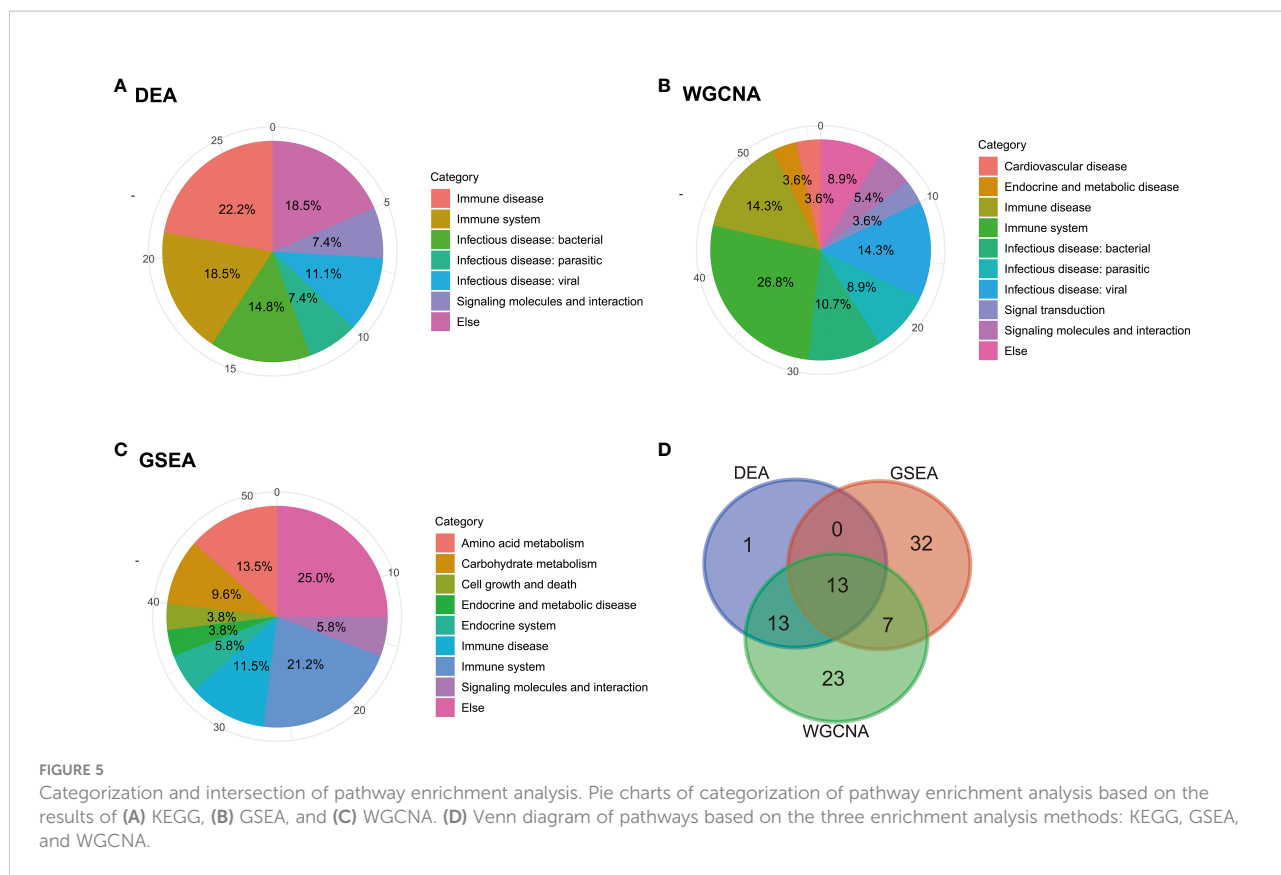 A DEA
0
5
10
15
20
-
25
22.2%
18.5%
18.5%
7.4%
11.1%
7.4%
14.8%
Category
Immune disease
Immune system
Infectious disease: bacterial
Infectious disease: parasitic
Infectious disease: viral
Signaling molecules and interaction
Else
B WGCNA
0
10
20
30
40
-
50
3.6%
3.6%
8.9%
5.4%
3.6%
14.3%
14.3%
26.8%
8.9%
10.7%
Category
Cardiovascular disease
Endocrine and metabolic disease
Immune disease
Immune system
Infectious disease: bacterial
Infectious disease: parasitic
Infectious disease: viral
Signal transduction
Signaling molecules and interaction
Else
C GSEA
0
10
20
30
40
-
50
13.5%
25.0%
9.6%
3.8%
3.8%
5.8%
5.8%
11.5%
21.2%
Category
Amino acid metabolism
Carbohydrate metabolism
Cell growth and death
Endocrine and metabolic disease
Endocrine system
Immune disease
Immune system
Signaling molecules and interaction
Else
D
DEA GSEA
1 0 32
13
13 7
23
WGCNA
FIGURE 5
Categorization and intersection of pathway enrichment analysis. Pie charts of categorization of pathway enrichment analysis based on the
results of (A) KEGG, (B) GSEA, and (C) WGCNA. (D) Venn diagram of pathways based on the three enrichment analysis methods: KEGG, GSEA,
and WGCNA.